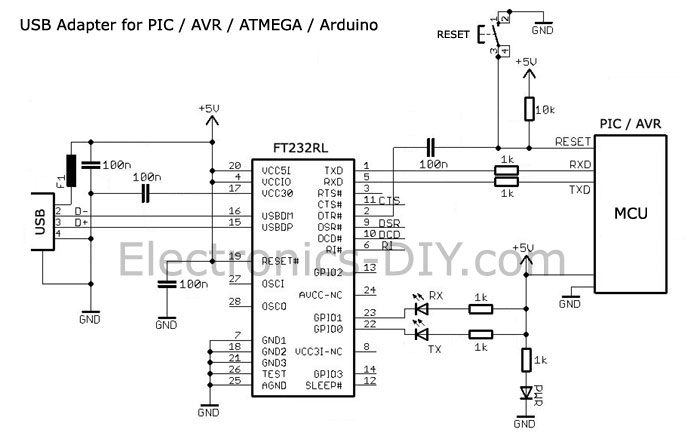 USB Adapter for PIC / AVR / ATMEGA / Arduino
RESET
1
2
3
4
GND
+5V
10k
+5V
PIC / AVR
FT232RL
100n
RESET
F1
100n
100n
20 VCC5I TXD 1 1k RXD
4 VCCIO RXD 5 1k TXD
17 VCC3O RTS# 3
CTS# 11 CTS
MCU
USB
2 D- 16 USBDM DTR# 2
3 D+ 15 USBDP DSR# 9 DSR
4 DCD# 10 DCD
RI# 6 RI
+5V
Electronics-DIY.com
19 RESET# GPIO2 13
100n
27 OSCI
AVCC-NC 24
28 OSCO
GND
GND
GND
GPIO1 23 RX 1k
GPIO0 22 TX 1k
7 GND1
18 GND2 VCC3I-NC 8
21 GND3
26 TEST GPIO3 14
25 AGND SLEEP# 12
1k
PWR
GND
GND